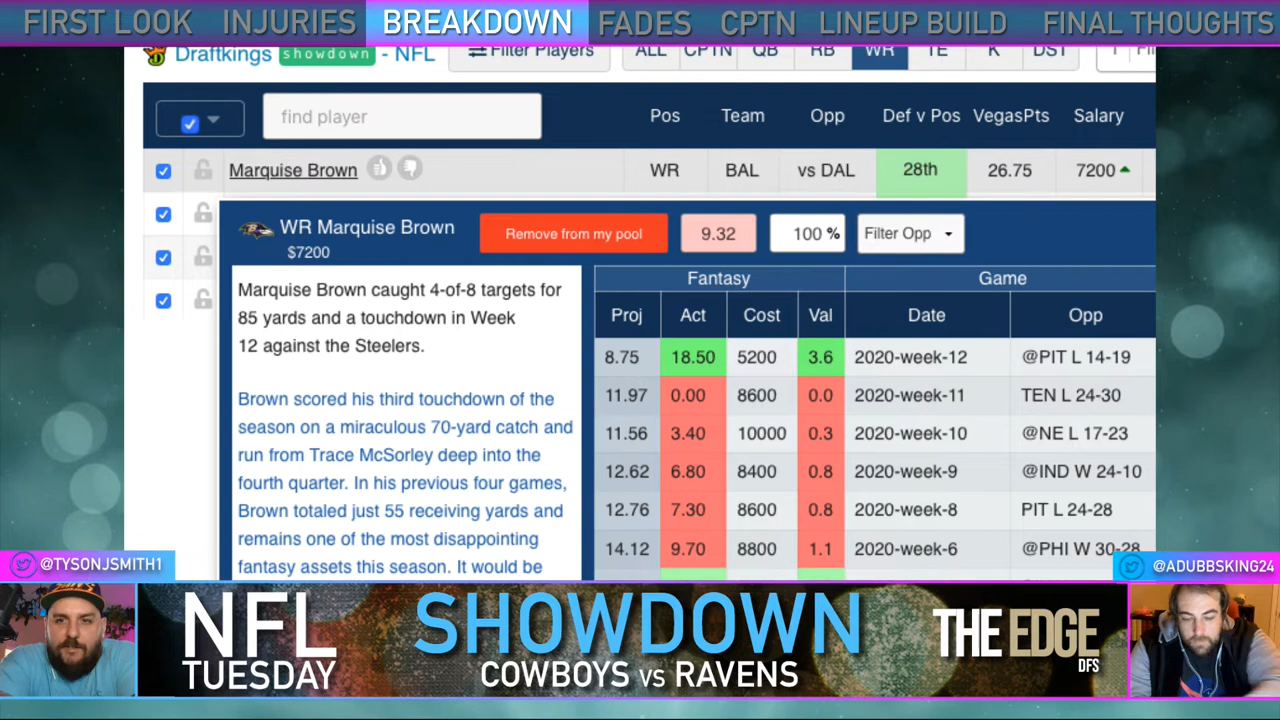 FIRST LOOK INJURIES BREAKDOWN FADES CPTN LINEUP BUILD FINAL THOUGHTS
Draftkings showdown - NFL Filter Players ALL CPTN QB RB WR TE K DST
find player Pos Team Opp Def v Pos VegasPts Salary
Marquise Brown WR BAL vs DAL 28th 26.75 7200
WR Marquise Brown Remove from my pool 9.32 100 % Filter Opp
$7200
Marquise Brown caught 4-of-8 targets for
85 yards and a touchdown in Week
12 against the Steelers.
Brown scored his third touchdown of the
season on a miraculous 70-yard catch and
run from Trace McSorley deep into the
fourth quarter. In his previous four games,
Brown totaled just 55 receiving yards and
remains one of the most disappointing
fantasy assets this season. It would be
Fantasy Game
Proj Act Cost Val Date Opp
8.75 18.50 5200 3.6 2020-week-12 @PIT L 14-19
11.97 0.00 8600 0.0 2020-week-11 TEN L 24-30
11.56 3.40 10000 0.3 2020-week-10 @NE L 17-23
12.62 6.80 8400 0.8 2020-week-9 @IND W 24-10
12.76 7.30 8600 0.8 2020-week-8 PIT L 24-28
14.12 9.70 8800 1.1 2020-week-6 @PHI W 30-28
@TYSONJSMITH1 @ADUBBSKING24
NFL
TUESDAY
SHOWDOWN
COWBOYS vs RAVENS
THE EDGE
DFS